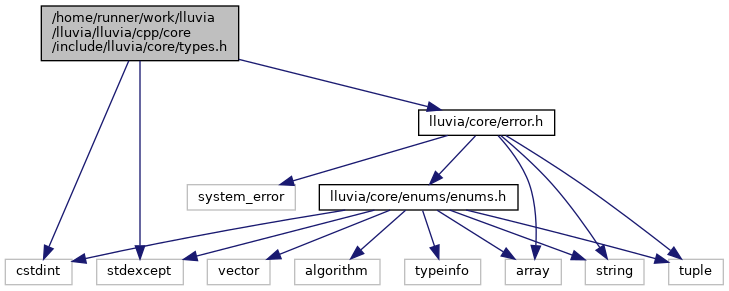 /home/runner/work/lluvia
/lluvia/lluvia/cpp/core
/include/lluvia/core/types.h
lluvia/core/error.h
system_error
lluvia/core/enums/enums.h
cstdint
stdexcept
vector
algorithm
typeinfo
array
string
tuple